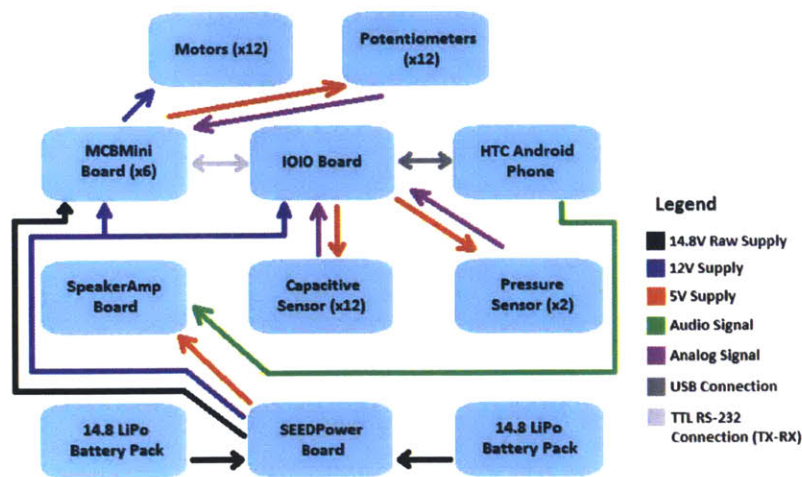 Motors (x12)
Potentiometers
(x12)
MCBMini
Board (x6)
IOIO Board
HTC Android
Phone
SpeakerAmp
Board
Capacitive
Sensor (x12)
Pressure
Sensor (x2)
14.8 LiPo
Battery Pack
SEEDPower
Board
14.8 LiPo
Battery Pack
Legend
14.8V Raw Supply
12V Supply
5V Supply
Audio Signal
Analog Signal
USB Connection
TTL RS-232
Connection (TX-RX)